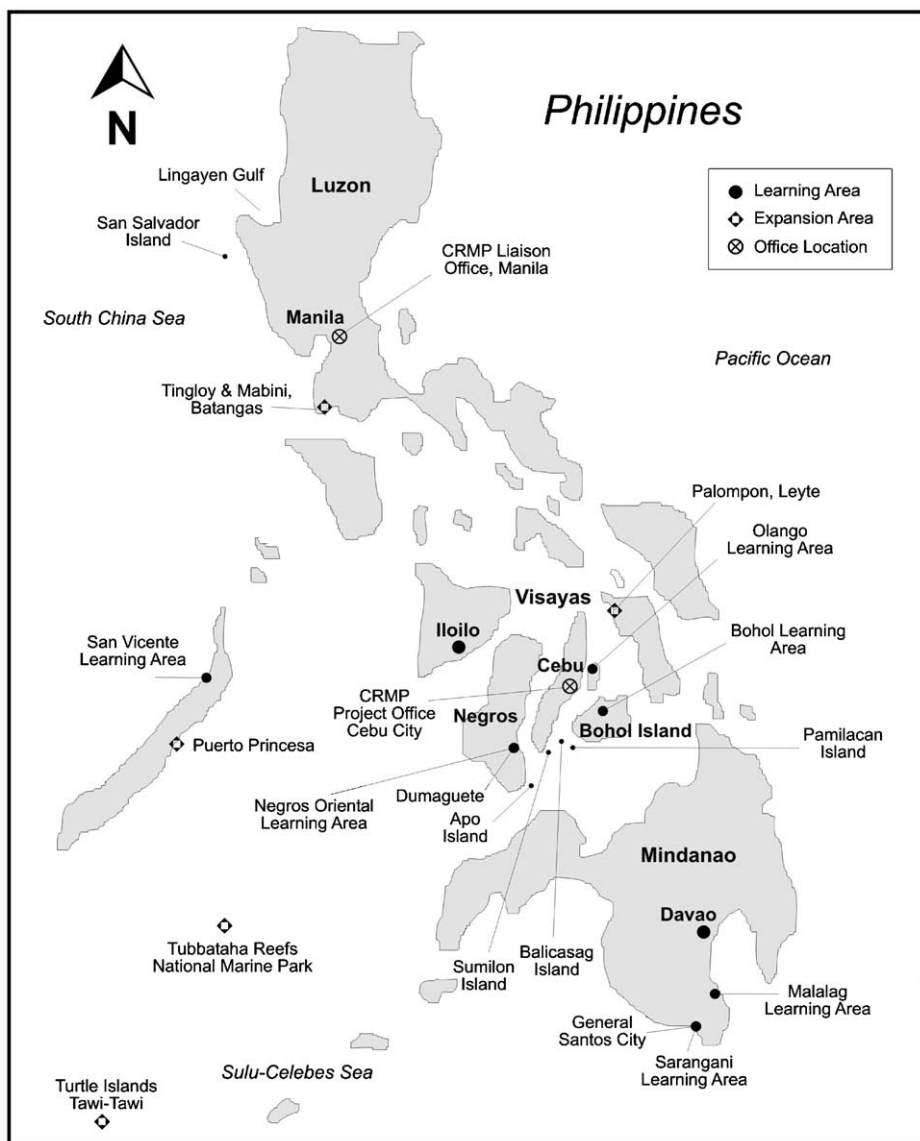 Philippines
N
Learning Area
Expansion Area
Office Location
Lingayen Gulf
Luzon
San Salvador
Island
CRMP Liaison
Office, Manila
South China Sea
Manila
Pacific Ocean
Tingloy & Mabini,
Batangas
Palompon, Leyte
Olango
Learning Area
Visayas
Iloilo
San Vicente
Learning Area
Bohol Learning
Area
Cebu
CRMP
Project Office
Cebu City
Negros
Bohol Island
Puerto Princesa
Pamilacan
Island
Negros Oriental
Learning Area
Dumaguete
Apo
Island
Mindanao
Davao
Tubbataha Reefs
National Marine Park
Sumilon
Island
Balicasag
Island
Malalag
Learning Area
General
Santos City
Sarangani
Learning Area
Sulu-Celebes Sea
Turtle Islands
Tawi-Tawi